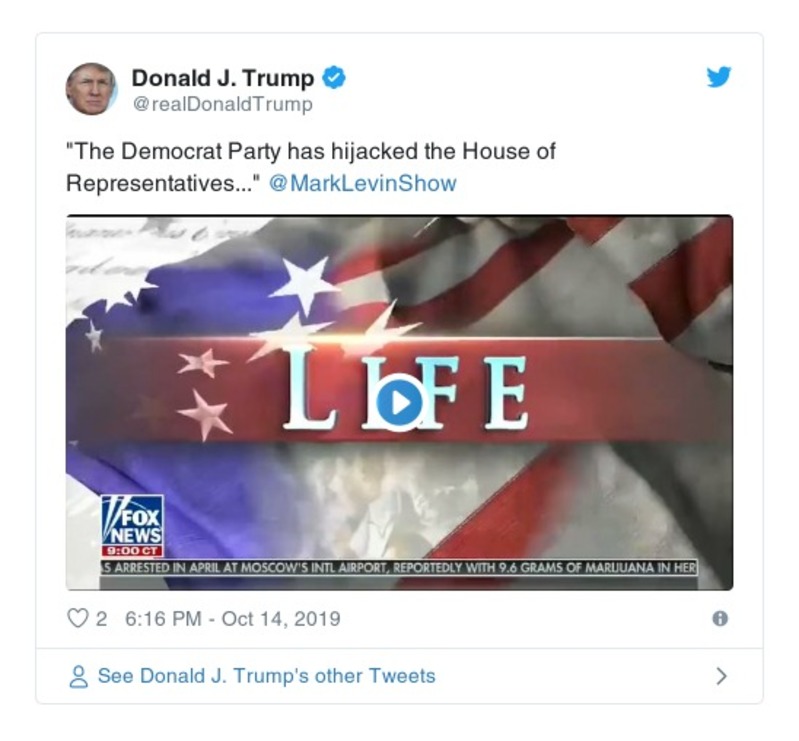 Donald J. Trump
@realDonaldTrump
"The Democrat Party has hijacked the House of
Representatives..." @MarkLevinShow
LIFE
FOX
NEWS
9:00 CT
S ARRESTED IN APRIL AT MOSCOW'S INTL AIRPORT, REPORTEDLY WITH 9.6 GRAMS OF MARIJUANA IN HER
2 6:16 PM - Oct 14, 2019
See Donald J. Trump's other Tweets